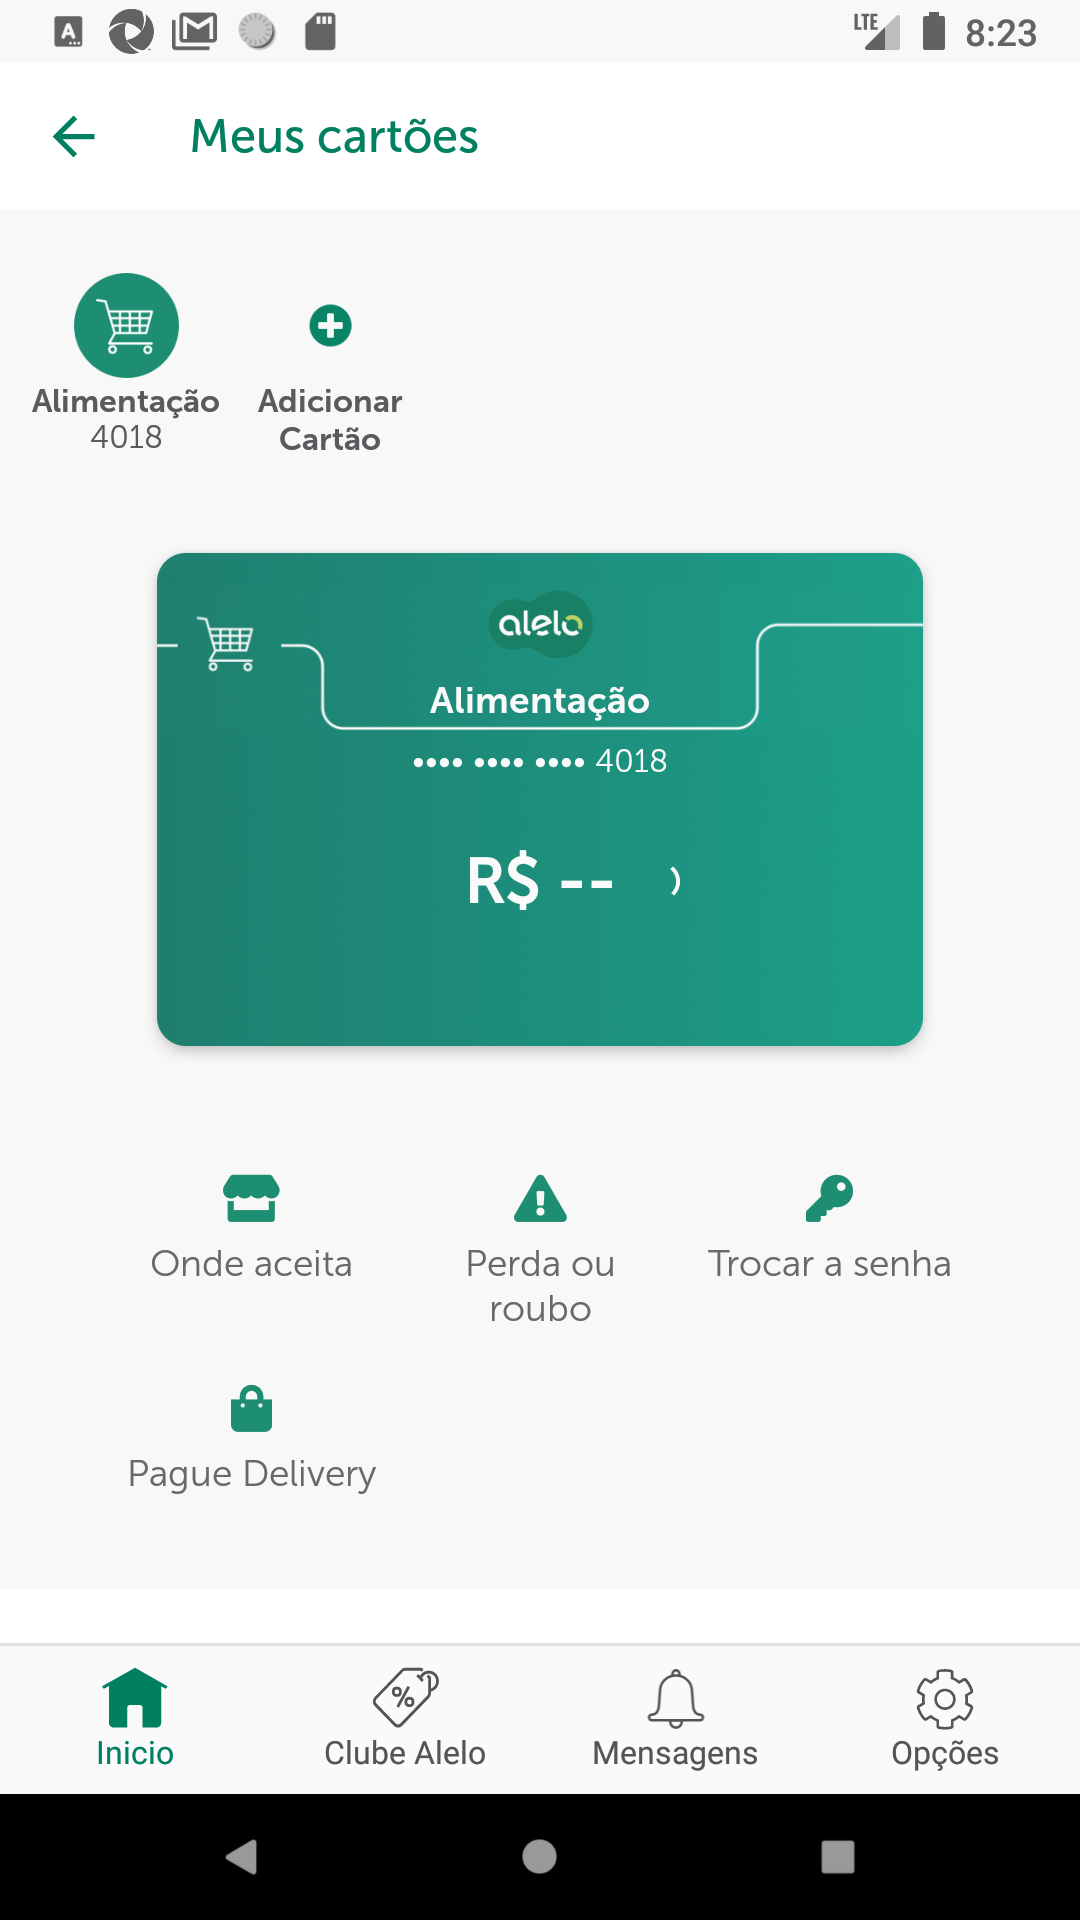 LTE 8:23
Meus cartões
Alimentação
4018
Adicionar
Cartão
alelo
Alimentação
•••• •••• •••• 4018
R$ --
Onde aceita
Perda ou
roubo
Trocar a senha
Pague Delivery
Inicio
Clube Alelo
Mensagens
Opções